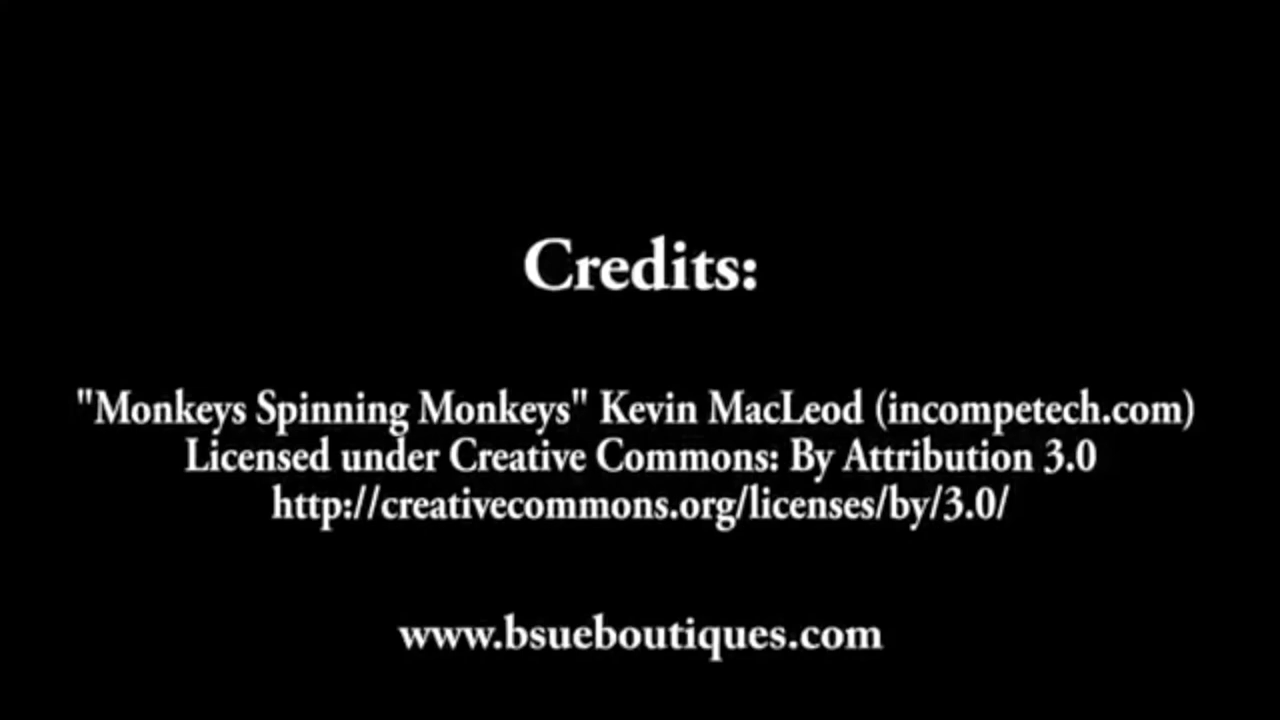 Credits:
"Monkeys Spinning Monkeys" Kevin MacLeod (incompetech.com)
Licensed under Creative Commons: By Attribution 3.0
http://creativecommons.org/licenses/by/3.0/
www.bsueboutiques.com